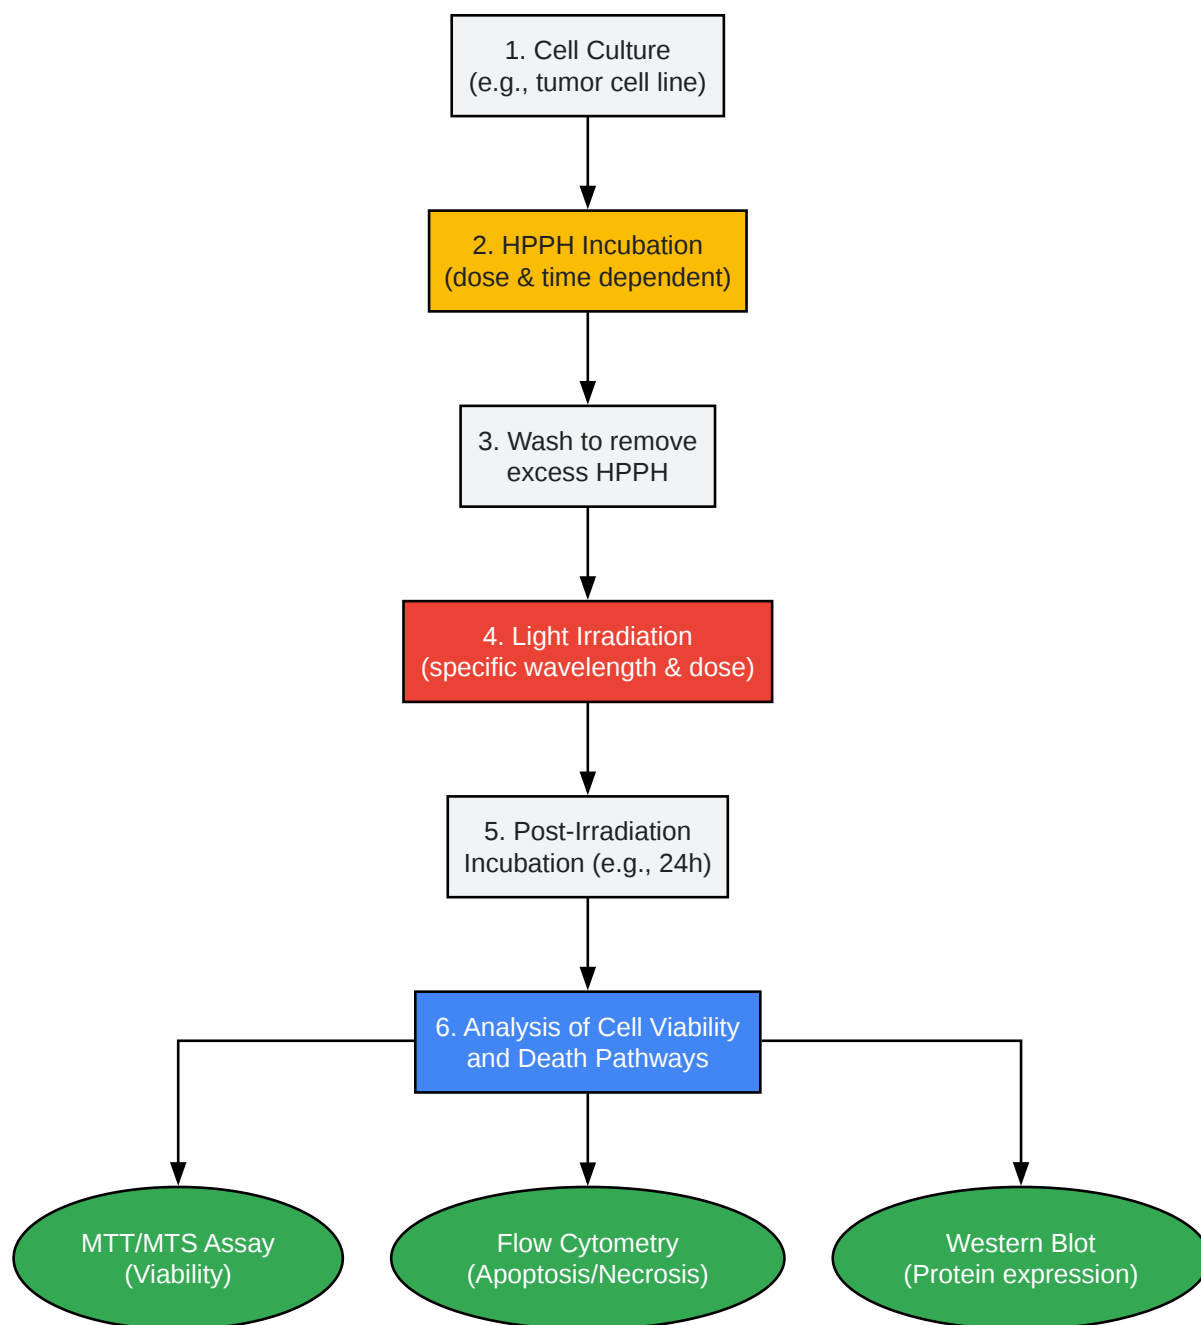 1. Cell Culture
(e.g., tumor cell line)
2. HPPH Incubation
(dose & time dependent)
3. Wash to remove
excess HPPH
4. Light Irradiation
(specific wavelength & dose)
5. Post-Irradiation
Incubation (e.g., 24h)
6. Analysis of Cell Viability
and Death Pathways
MTT/MTS Assay
(Viability)
Flow Cytometry
(Apoptosis/Necrosis)
Western Blot
(Protein expression)